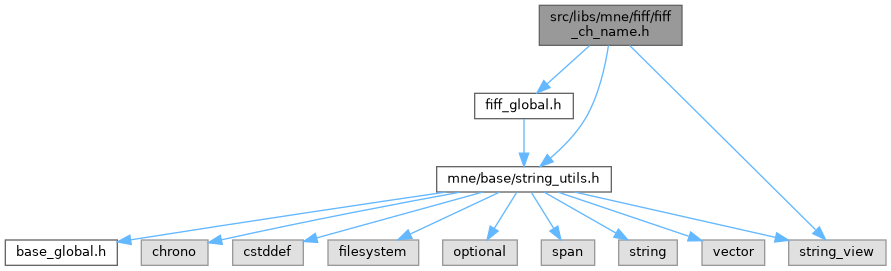 src/libs/mne/fiff/fiff
_ch_name.h
fiff_global.h
mne/base/string_utils.h
base_global.h
chrono
cstddef
filesystem
optional
span
string
vector
string_view